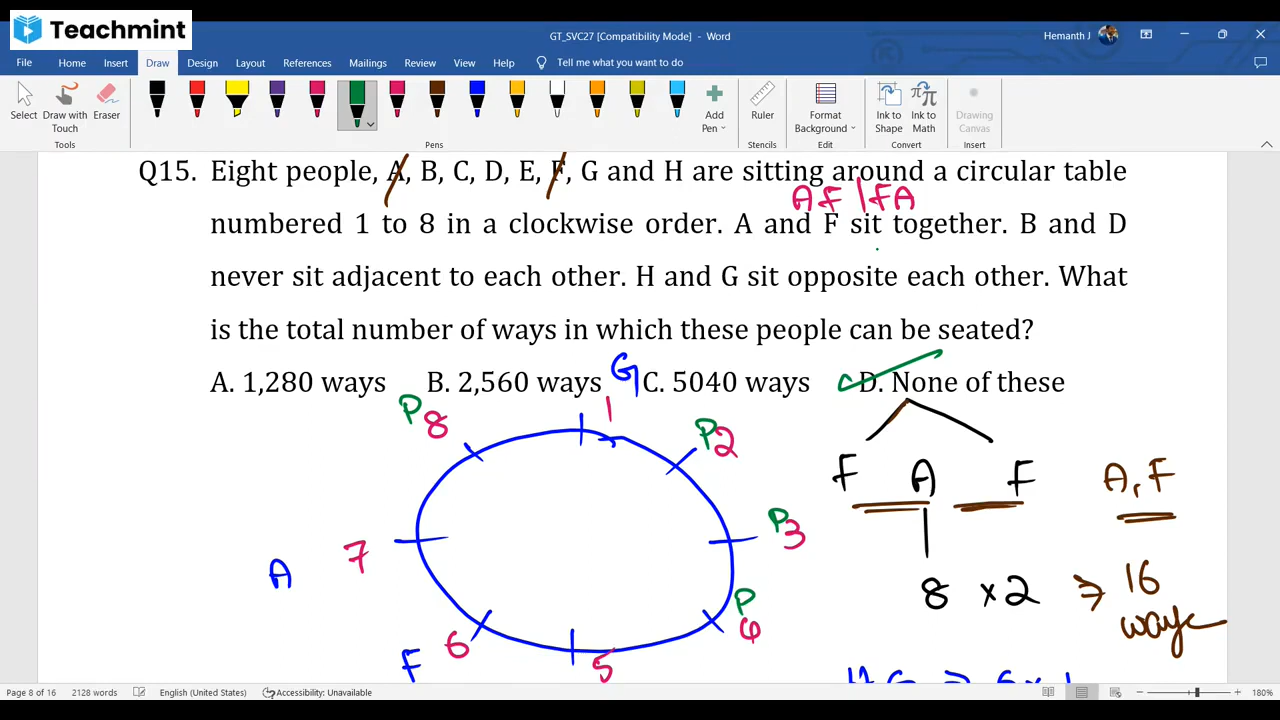 Teachmint
GT_SVC27 [Compatibility Mode] - Word
Hemanth J
File Home Insert Draw Design Layout References Mailings Review View Help Tell me what you want to do
Select Draw with Touch Eraser Add Pen Ruler Format Background Ink to Shape Ink to Math Drawing Canvas
Tools Pens Stencils Edit Convert Insert
Q15. Eight people, A, B, C, D, E, F, G and H are sitting around a circular table
AF | FA
numbered 1 to 8 in a clockwise order. A and F sit together. B and D
never sit adjacent to each other. H and G sit opposite each other. What
is the total number of ways in which these people can be seated?
A. 1,280 ways B. 2,560 ways C. 5040 ways D. None of these
G
P 8 1 P 2
F A F A, F
7 P 3
A 8 × 2 ⇒ 16 ways
P
F 6 5
Page 8 of 16 2128 words English (United States) Accessibility: Unavailable 180%